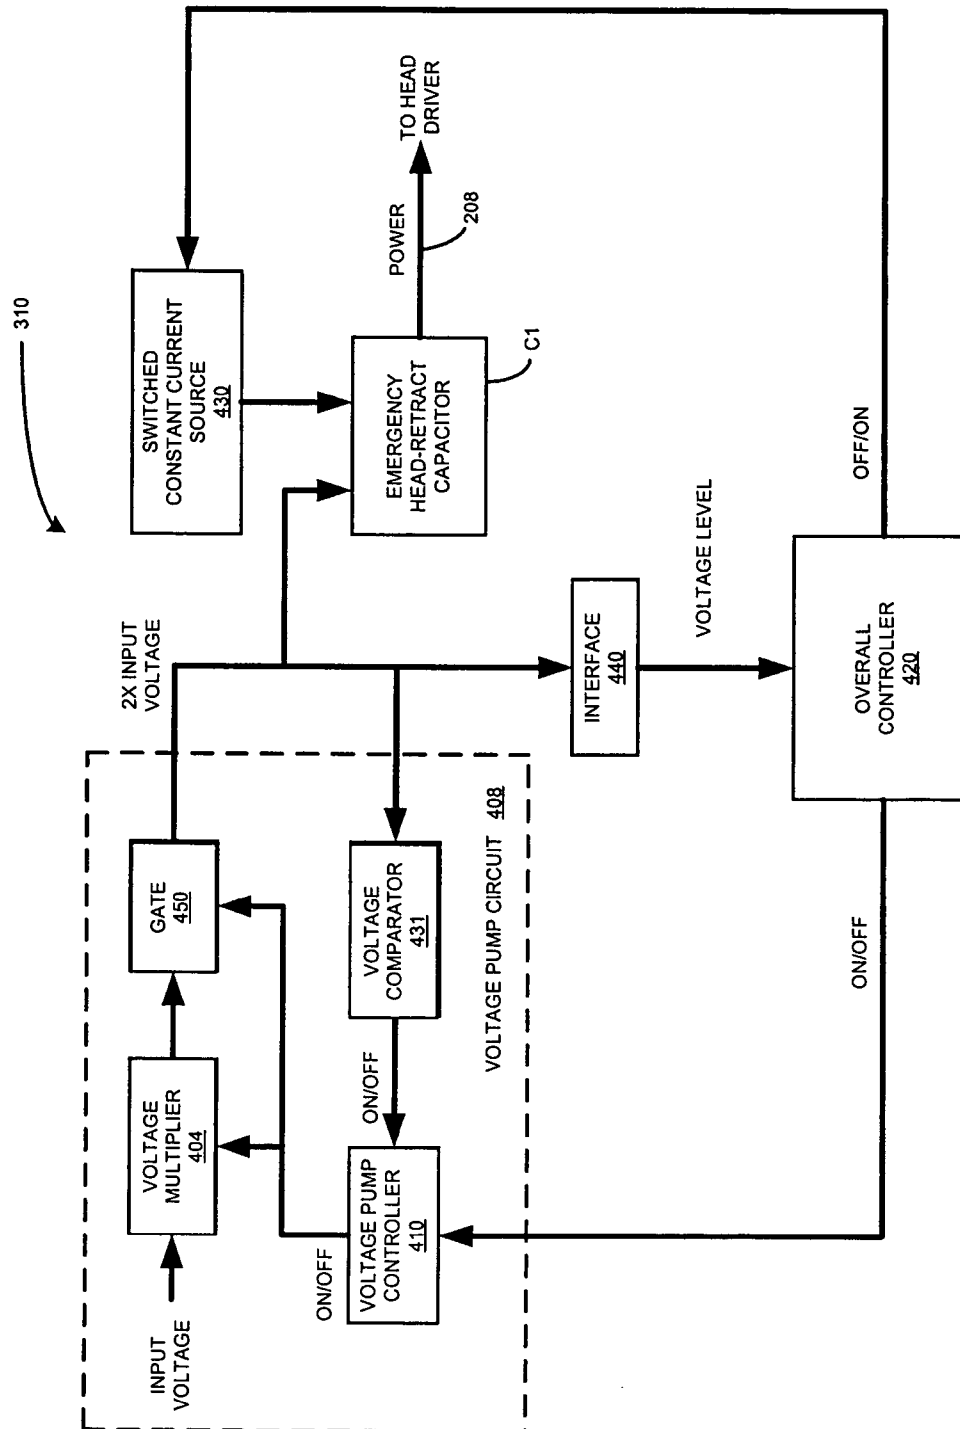 310
INPUT
VOLTAGE
VOLTAGE
MULTIPLIER
404
GATE
450
2X INPUT
VOLTAGE
SWITCHED
CONSTANT CURRENT
SOURCE
430
ON/OFF
VOLTAGE PUMP
CONTROLLER
410
ON/OFF
VOLTAGE
COMPARATOR
431
EMERGENCY
HEAD-RETRACT
CAPACITOR
C1
POWER
208
TO HEAD
DRIVER
VOLTAGE PUMP CIRCUIT 408
INTERFACE
440
VOLTAGE LEVEL
ON/OFF
OVERALL
CONTROLLER
420
OFF/ON